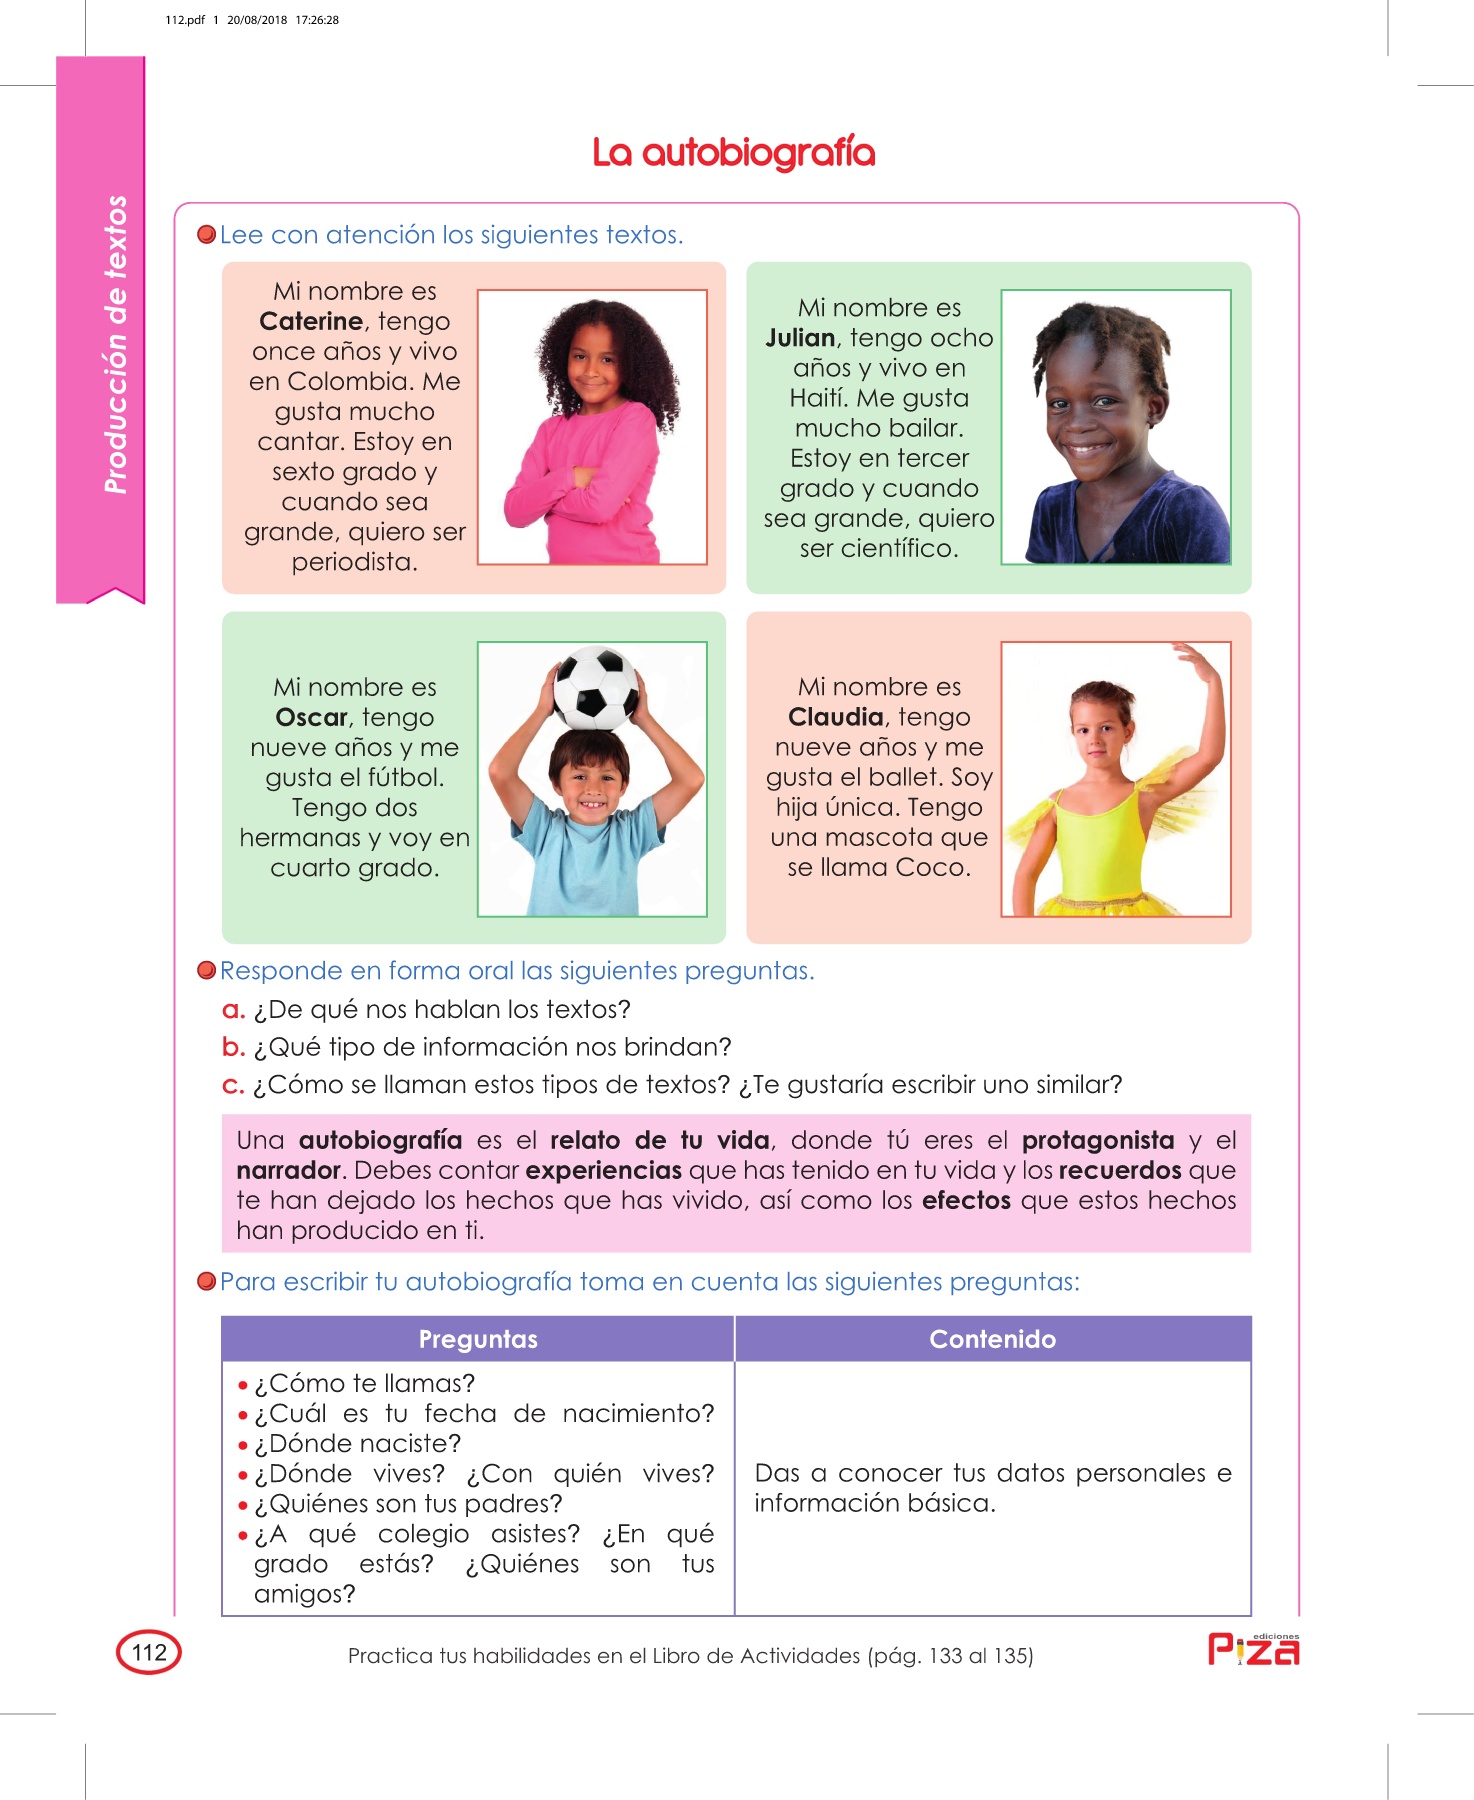 112.pdf 1 20/08/2018 17:26:28
Producción de textos
La autobiografía
Lee con atención los siguientes textos.
Mi nombre es
Caterine, tengo
once años y vivo
en Colombia. Me
gusta mucho
cantar. Estoy en
sexto grado y
cuando sea
grande, quiero ser
periodista.
Mi nombre es
Julian, tengo ocho
años y vivo en
Haití. Me gusta
mucho bailar.
Estoy en tercer
grado y cuando
sea grande, quiero
ser científico.
Mi nombre es
Oscar, tengo
nueve años y me
gusta el fútbol.
Tengo dos
hermanas y voy en
cuarto grado.
Mi nombre es
Claudia, tengo
nueve años y me
gusta el ballet. Soy
hija única. Tengo
una mascota que
se llama Coco.
Responde en forma oral las siguientes preguntas.
a. ¿De qué nos hablan los textos?
b. ¿Qué tipo de información nos brindan?
c. ¿Cómo se llaman estos tipos de textos? ¿Te gustaría escribir uno similar?
Una autobiografía es el relato de tu vida, donde tú eres el protagonista y el
narrador. Debes contar experiencias que has tenido en tu vida y los recuerdos que
te han dejado los hechos que has vivido, así como los efectos que estos hechos
han producido en ti.
Para escribir tu autobiografía toma en cuenta las siguientes preguntas:
Preguntas
Contenido
• ¿Cómo te llamas?
• ¿Cuál es tu fecha de nacimiento?
• ¿Dónde naciste?
• ¿Dónde vives? ¿Con quién vives?
• ¿Quiénes son tus padres?
• ¿A qué colegio asistes? ¿En qué
grado estás? ¿Quiénes son tus
amigos?
Das a conocer tus datos personales e
información básica.
112
Practica tus habilidades en el Libro de Actividades (pág. 133 al 135)
ediciones
Piza